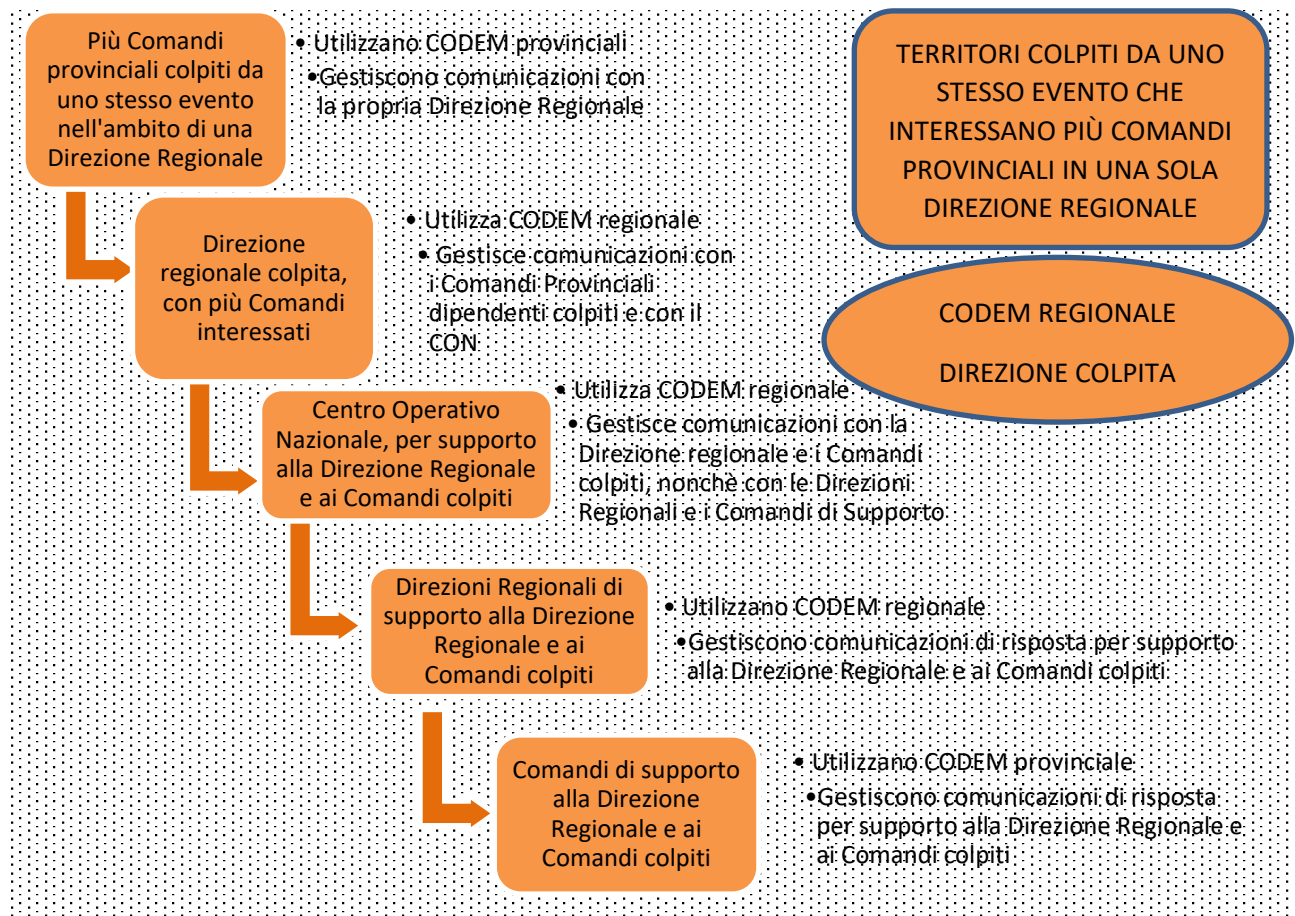 Più Comandi
provinciali colpiti da
uno stesso evento
nell'ambito di una
Direzione Regionale
• Utilizzano CODEM provinciali
•Gestiscono comunicazioni con
la propria Direzione Regionale
TERRITORI COLPITI DA UNO
STESSO EVENTO CHE
INTERESSANO PIÙ COMANDI
PROVINCIALI IN UNA SOLA
DIREZIONE REGIONALE
Direzione
regionale colpita,
con più Comandi
interessati
• Utilizza CODEM regionale
• Gestisce comunicazioni con
i Comandi Provinciali
dipendenti colpiti e con il
CON
CODEM REGIONALE
DIREZIONE COLPITA
Centro Operativo
Nazionale, per supporto
alla Direzione Regionale
e ai Comandi colpiti
• Utilizza CODEM regionale
• Gestisce comunicazioni con la
Direzione regionale e i Comandi
colpiti, nonchè con le Direzioni
Regionali e i Comandi di Supporto
Direzioni Regionali di
supporto alla Direzione
Regionale e ai
Comandi colpiti
• Utilizzano CODEM regionale
•Gestiscono comunicazioni di risposta per supporto
alla Direzione Regionale e ai Comandi colpiti
Comandi di supporto
alla Direzione
Regionale e ai
Comandi colpiti
• Utilizzano CODEM provinciale
•Gestiscono comunicazioni di risposta
per supporto alla Direzione Regionale e
ai Comandi colpiti